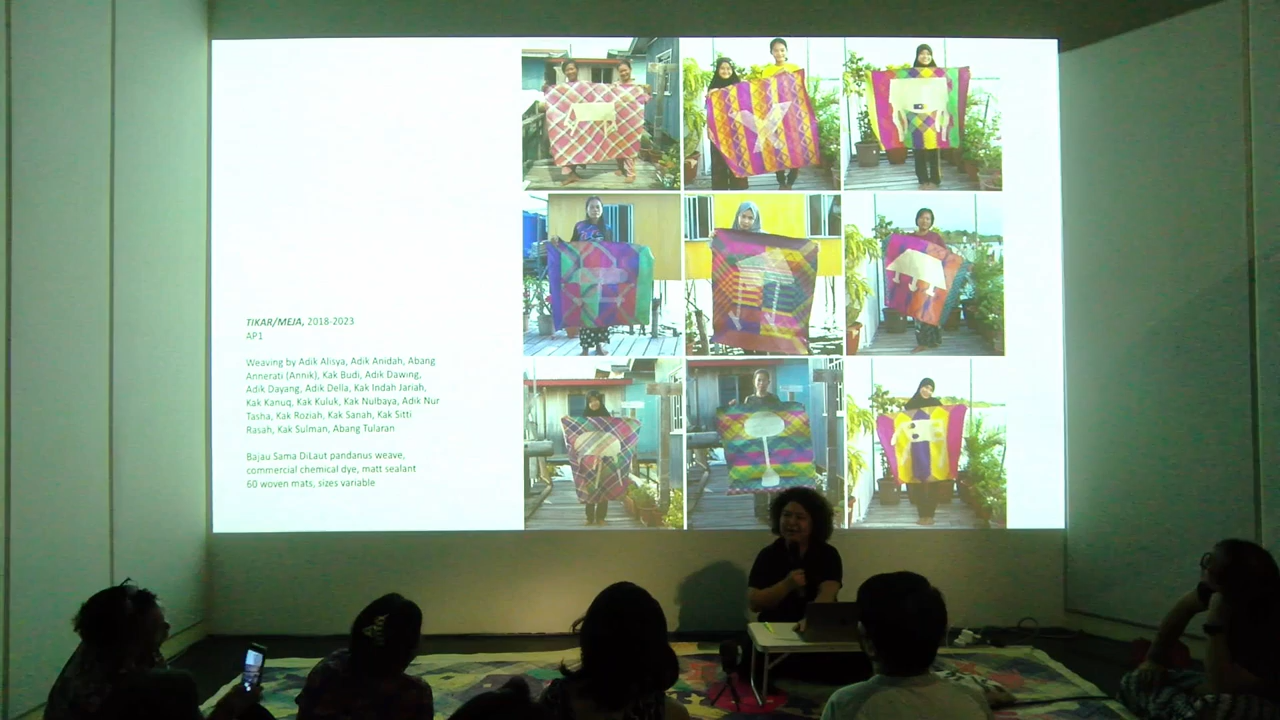 TIKAR/MEJA, 2018-2023
AP1
Weaving by Adik Alisya, Adik Anidah, Abang
Annerati (Annik), Kak Budi, Adik Dawing,
Adik Dayang, Adik Della, Kak Indah Jariah,
Kak Kanuq, Kak Kuluk, Kak Nulbaya, Adik Nur
Tasha, Kak Roziah, Kak Sanah, Kak Sitti
Rasah, Kak Sulman, Abang Tularan
Bajau Sama DiLaut pandanus weave,
commercial chemical dye, matt sealant
60 woven mats, sizes variable